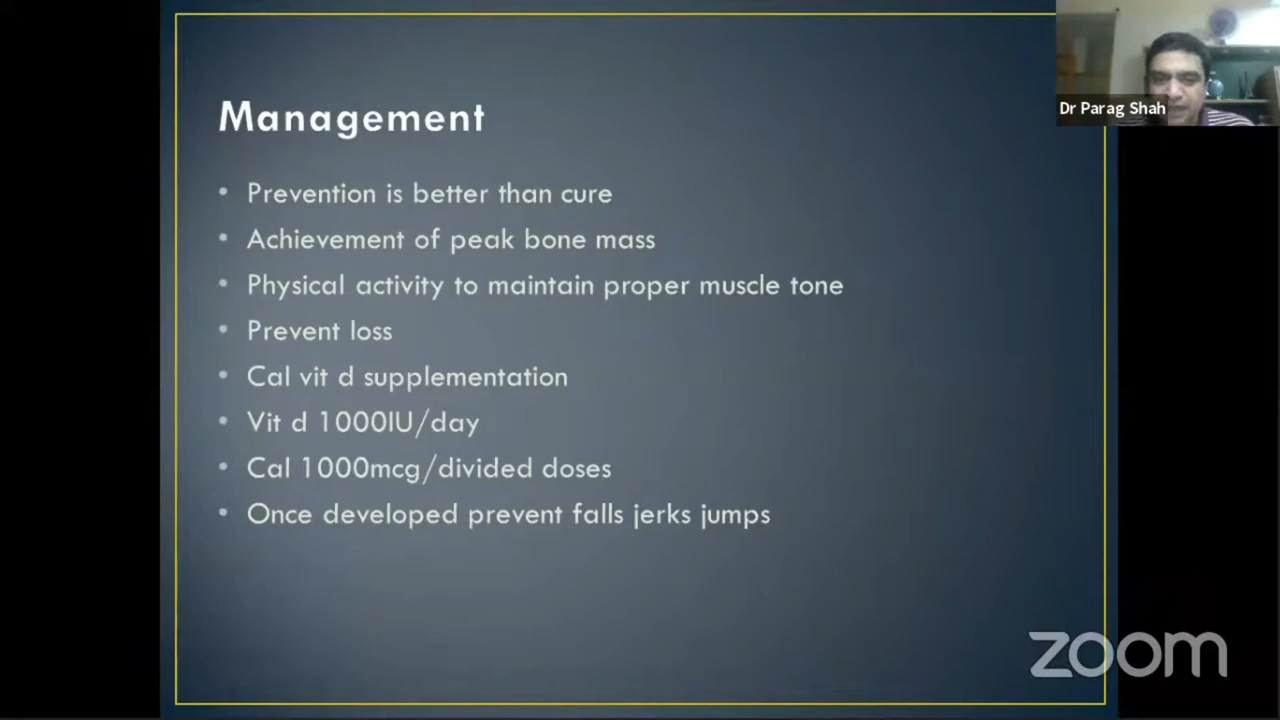 Management
• Prevention is better than cure
• Achievement of peak bone mass
• Physical activity to maintain proper muscle tone
• Prevent loss
• Cal vit d supplementation
• Vit d 1000IU/day
• Cal 1000mcg/divided doses
• Once developed prevent falls jerks jumps
Dr Parag Shah
zoom